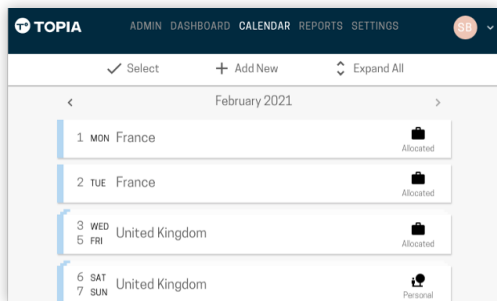 TOPIA ADMIN DASHBOARD CALENDAR REPORTS SETTINGS SB
Select Add New Expand All
February 2021
1 MON France
Allocated
2 TUE France
Allocated
3 WED
5 FRI
United Kingdom
Allocated
6 SAT
7 SUN
United Kingdom
Personal